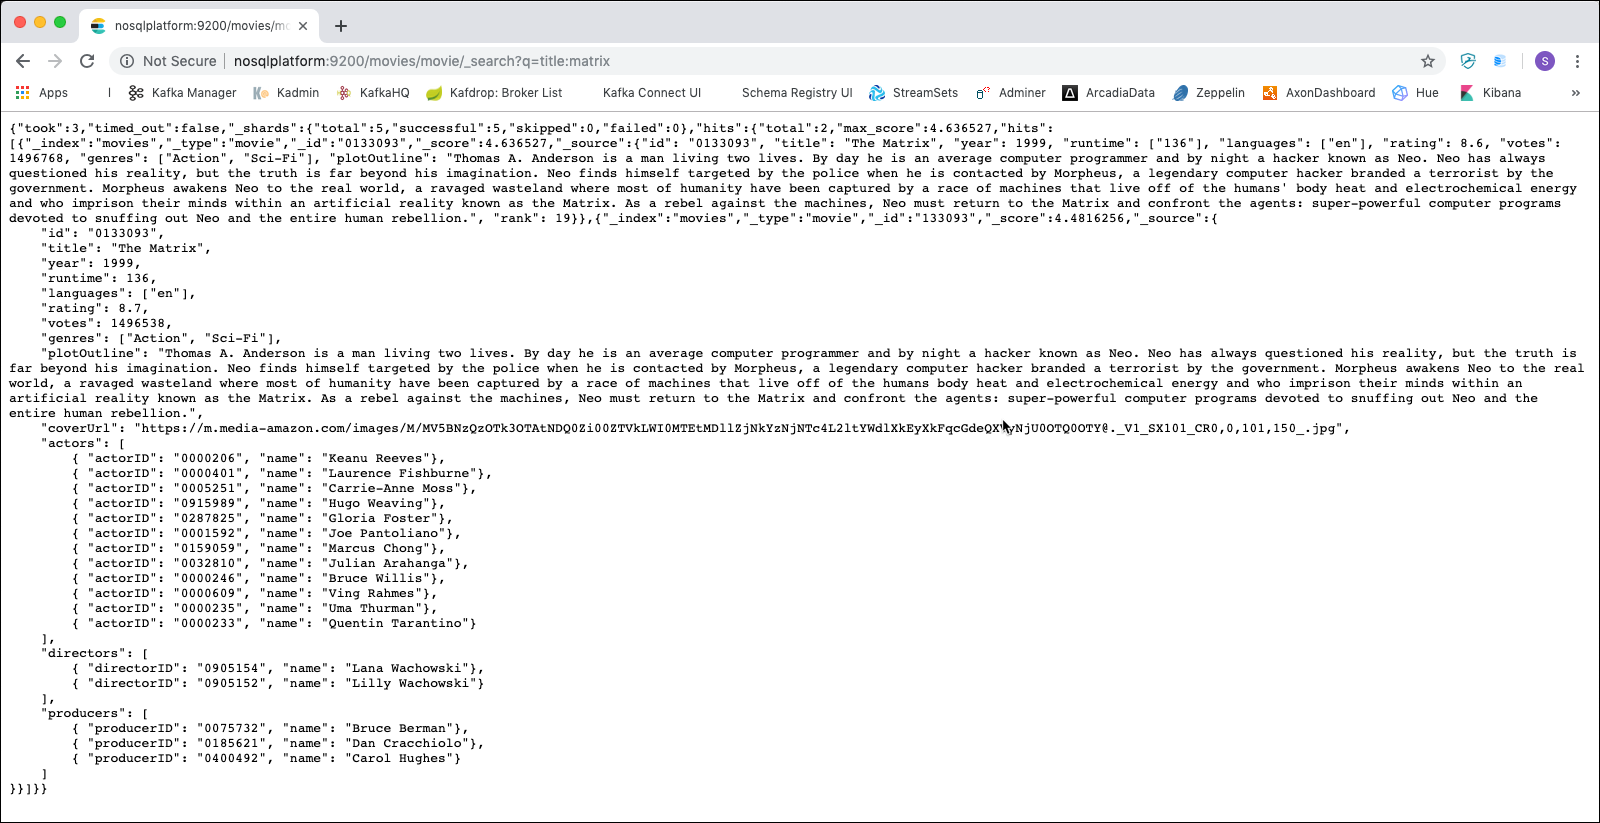 nosqlplatform:9200/movies/mo
Not Secure nosqlplatform:9200/movies/movie/_search?q=title:matrix
S
Apps I Kafka Manager Kadmin KafkaHQ Kafdrop: Broker List Kafka Connect UI Schema Registry UI StreamSets Adminer ArcadiaData Zeppelin AxonDashboard Hue Kibana »
{"took":3,"timed_out":false,"_shards":{"total":5,"successful":5,"skipped":0,"failed":0},"hits":{"total":2,"max_score":4.636527,"hits":
[{"_index":"movies","_type":"movie","_id":"0133093","_score":4.636527,"_source":{"id": "0133093", "title": "The Matrix", "year": 1999, "runtime": ["136"], "languages": ["en"], "rating": 8.6, "votes":
1496768, "genres": ["Action", "Sci-Fi"], "plotOutline": "Thomas A. Anderson is a man living two lives. By day he is an average computer programmer and by night a hacker known as Neo. Neo has always
questioned his reality, but the truth is far beyond his imagination. Neo finds himself targeted by the police when he is contacted by Morpheus, a legendary computer hacker branded a terrorist by the
government. Morpheus awakens Neo to the real world, a ravaged wasteland where most of humanity have been captured by a race of machines that live off of the humans' body heat and electrochemical energy
and who imprison their minds within an artificial reality known as the Matrix. As a rebel against the machines, Neo must return to the Matrix and confront the agents: super-powerful computer programs
devoted to snuffing out Neo and the entire human rebellion.", "rank": 19}},{"_index":"movies","_type":"movie","_id":"133093","_score":4.4816256,"_source":{
"id": "0133093",
"title": "The Matrix",
"year": 1999,
"runtime": 136,
"languages": ["en"],
"rating": 8.7,
"votes": 1496538,
"genres": ["Action", "Sci-Fi"],
"plotOutline": "Thomas A. Anderson is a man living two lives. By day he is an average computer programmer and by night a hacker known as Neo. Neo has always questioned his reality, but the truth is
far beyond his imagination. Neo finds himself targeted by the police when he is contacted by Morpheus, a legendary computer hacker branded a terrorist by the government. Morpheus awakens Neo to the real
world, a ravaged wasteland where most of humanity have been captured by a race of machines that live off of the humans body heat and electrochemical energy and who imprison their minds within an
artificial reality known as the Matrix. As a rebel against the machines, Neo must return to the Matrix and confront the agents: super-powerful computer programs devoted to snuffing out Neo and the
entire human rebellion.",
"coverUrl":
"actors": [
{ "actorID": "0000206", "name": "Keanu Reeves"},
{ "actorID": "0000401", "name": "Laurence Fishburne"},
{ "actorID": "0005251", "name": "Carrie-Anne Moss"},
{ "actorID": "0915989", "name": "Hugo Weaving"},
{ "actorID": "0287825", "name": "Gloria Foster"},
{ "actorID": "0001592", "name": "Joe Pantoliano"},
{ "actorID": "0159059", "name": "Marcus Chong"},
{ "actorID": "0032810", "name": "Julian Arahanga"},
{ "actorID": "0000246", "name": "Bruce Willis"},
{ "actorID": "0000609", "name": "Ving Rahmes"},
{ "actorID": "0000235", "name": "Uma Thurman"},
{ "actorID": "0000233", "name": "Quentin Tarantino"}
],
"directors": [
{ "directorID": "0905154", "name": "Lana Wachowski"},
{ "directorID": "0905152", "name": "Lilly Wachowski"}
],
"producers": [
{ "producerID": "0075732", "name": "Bruce Berman"},
{ "producerID": "0185621", "name": "Dan Cracchiolo"},
{ "producerID": "0400492", "name": "Carol Hughes"}
]
}}]}}